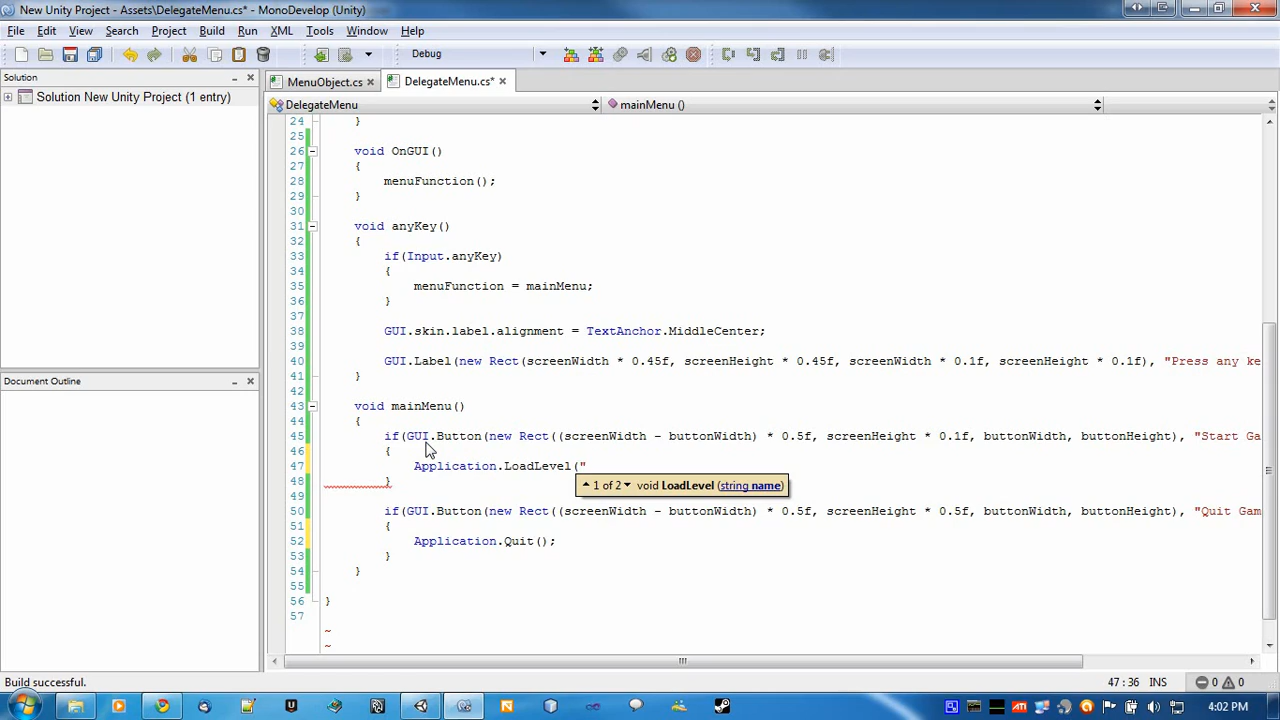 New Unity Project - Assets\DelegateMenu.cs* - MonoDevelop (Unity)
File Edit View Search Project Build Run XML Tools Window Help
Debug
Solution
MenuObject.cs DelegateMenu.cs*
Solution New Unity Project (1 entry)
DelegateMenu mainMenu ()
24 }
25
26 void OnGUI()
27 {
28 menuFunction();
29 }
30
31 void anyKey()
32 {
33 if(Input.anyKey)
34 {
35 menuFunction = mainMenu;
36 }
37
38 GUI.skin.label.alignment = TextAnchor.MiddleCenter;
39
40 GUI.Label(new Rect(screenWidth * 0.45f, screenHeight * 0.45f, screenWidth * 0.1f, screenHeight * 0.1f), "Press any ke
41 }
42
43 void mainMenu()
44 {
45 if(GUI.Button(new Rect((screenWidth - buttonWidth) * 0.5f, screenHeight * 0.1f, buttonWidth, buttonHeight), "Start Ga
46 {
47 Application.LoadLevel("
1 of 2 void LoadLevel (string name)
48 }
49
50 if(GUI.Button(new Rect((screenWidth - buttonWidth) * 0.5f, screenHeight * 0.5f, buttonWidth, buttonHeight), "Quit Gam
51 {
52 Application.Quit();
53 }
54 }
55
56 }
57
~
~
Document Outline
Build successful.
47 : 36 INS 0 0
4:02 PM